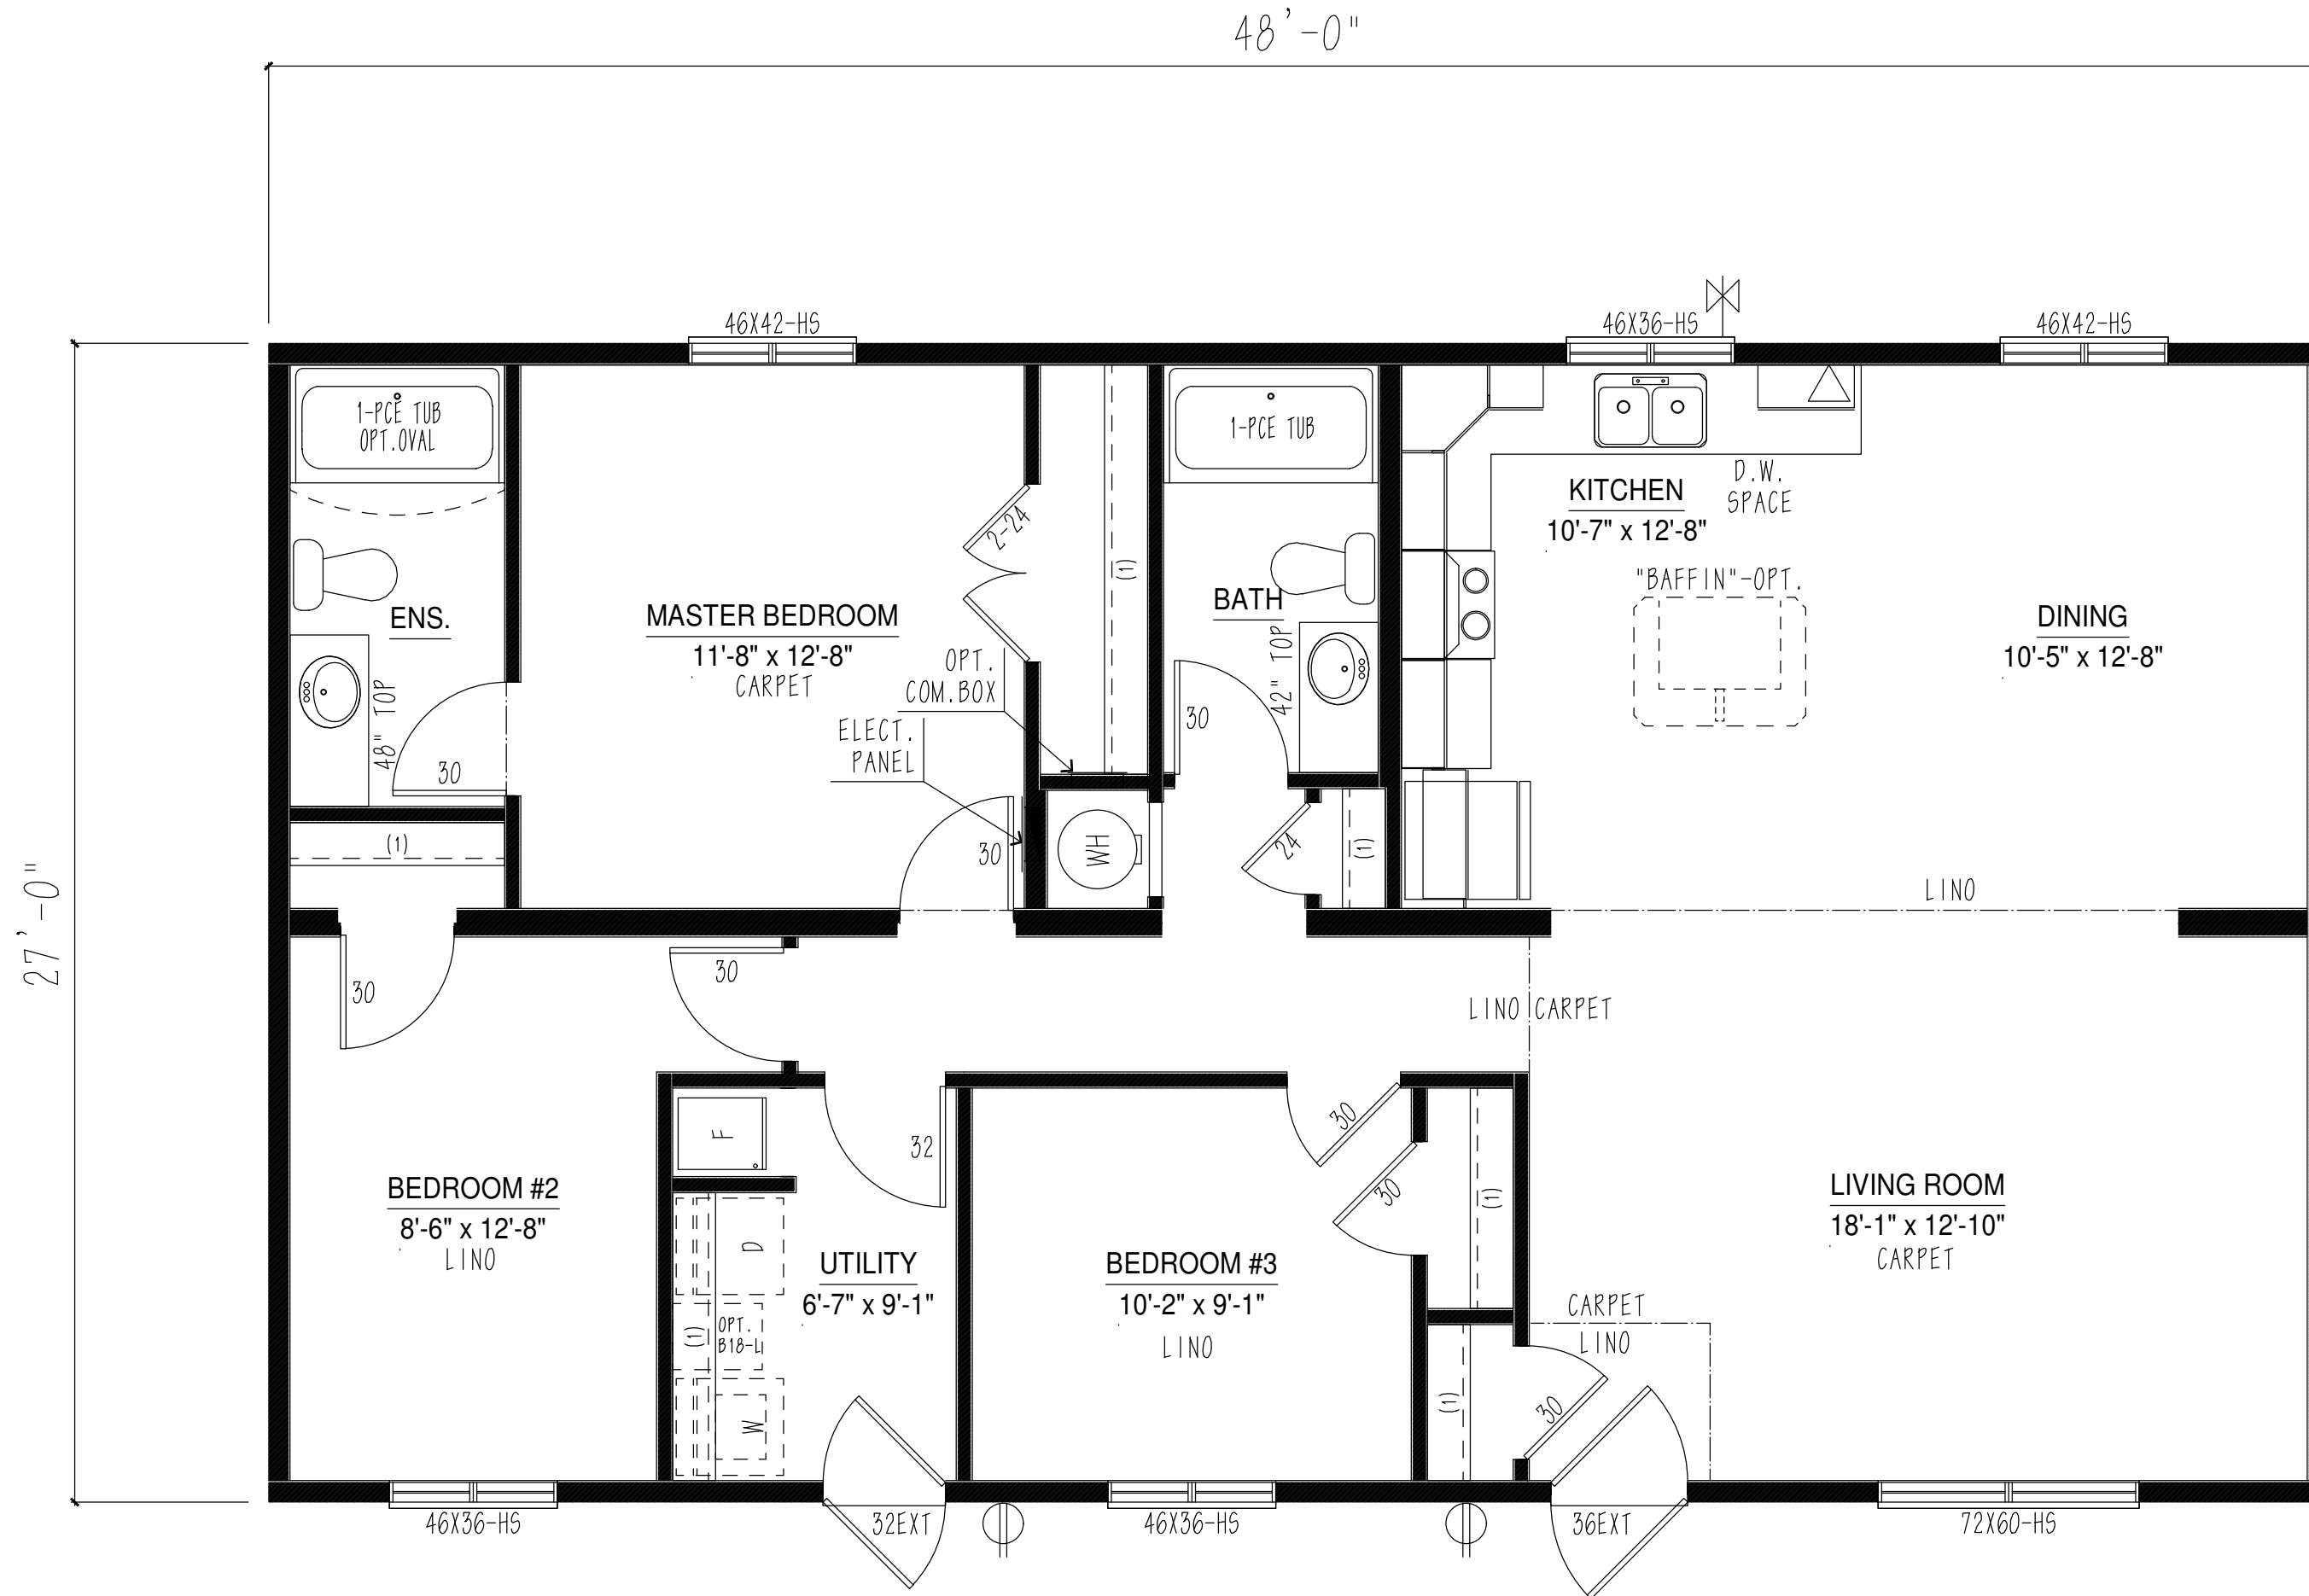 48'-0"
46X42-HS
46X36-HS
46X42-HS
1-PCE TUB
OPT.OVAL
1-PCE TUB
KITCHEN
10'-7" x 12'-8"
D.W.
SPACE
2-24
(1)
"BAFFIN"-OPT.
ENS.
MASTER BEDROOM
11'-8" x 12'-8"
CARPET
BATH
DINING
10'-5" x 12'-8"
OPT.
COM.BOX
42" TOP
48" TOP
30
30
ELECT.
PANEL
(1)
30
WH
24
(1)
LINO
27'-0"
30
30
LINO
CARPET
F
32
30
30
(1)
BEDROOM #2
8'-6" x 12'-8"
LINO
D
UTILITY
6'-7" x 9'-1"
BEDROOM #3
10'-2" x 9'-1"
LINO
LIVING ROOM
18'-1" x 12'-10"
CARPET
CARPET
LINO
(1)
OPT.
B18-L
W
(1)
30
46X36-HS
32EXT
46X36-HS
36EXT
72X60-HS